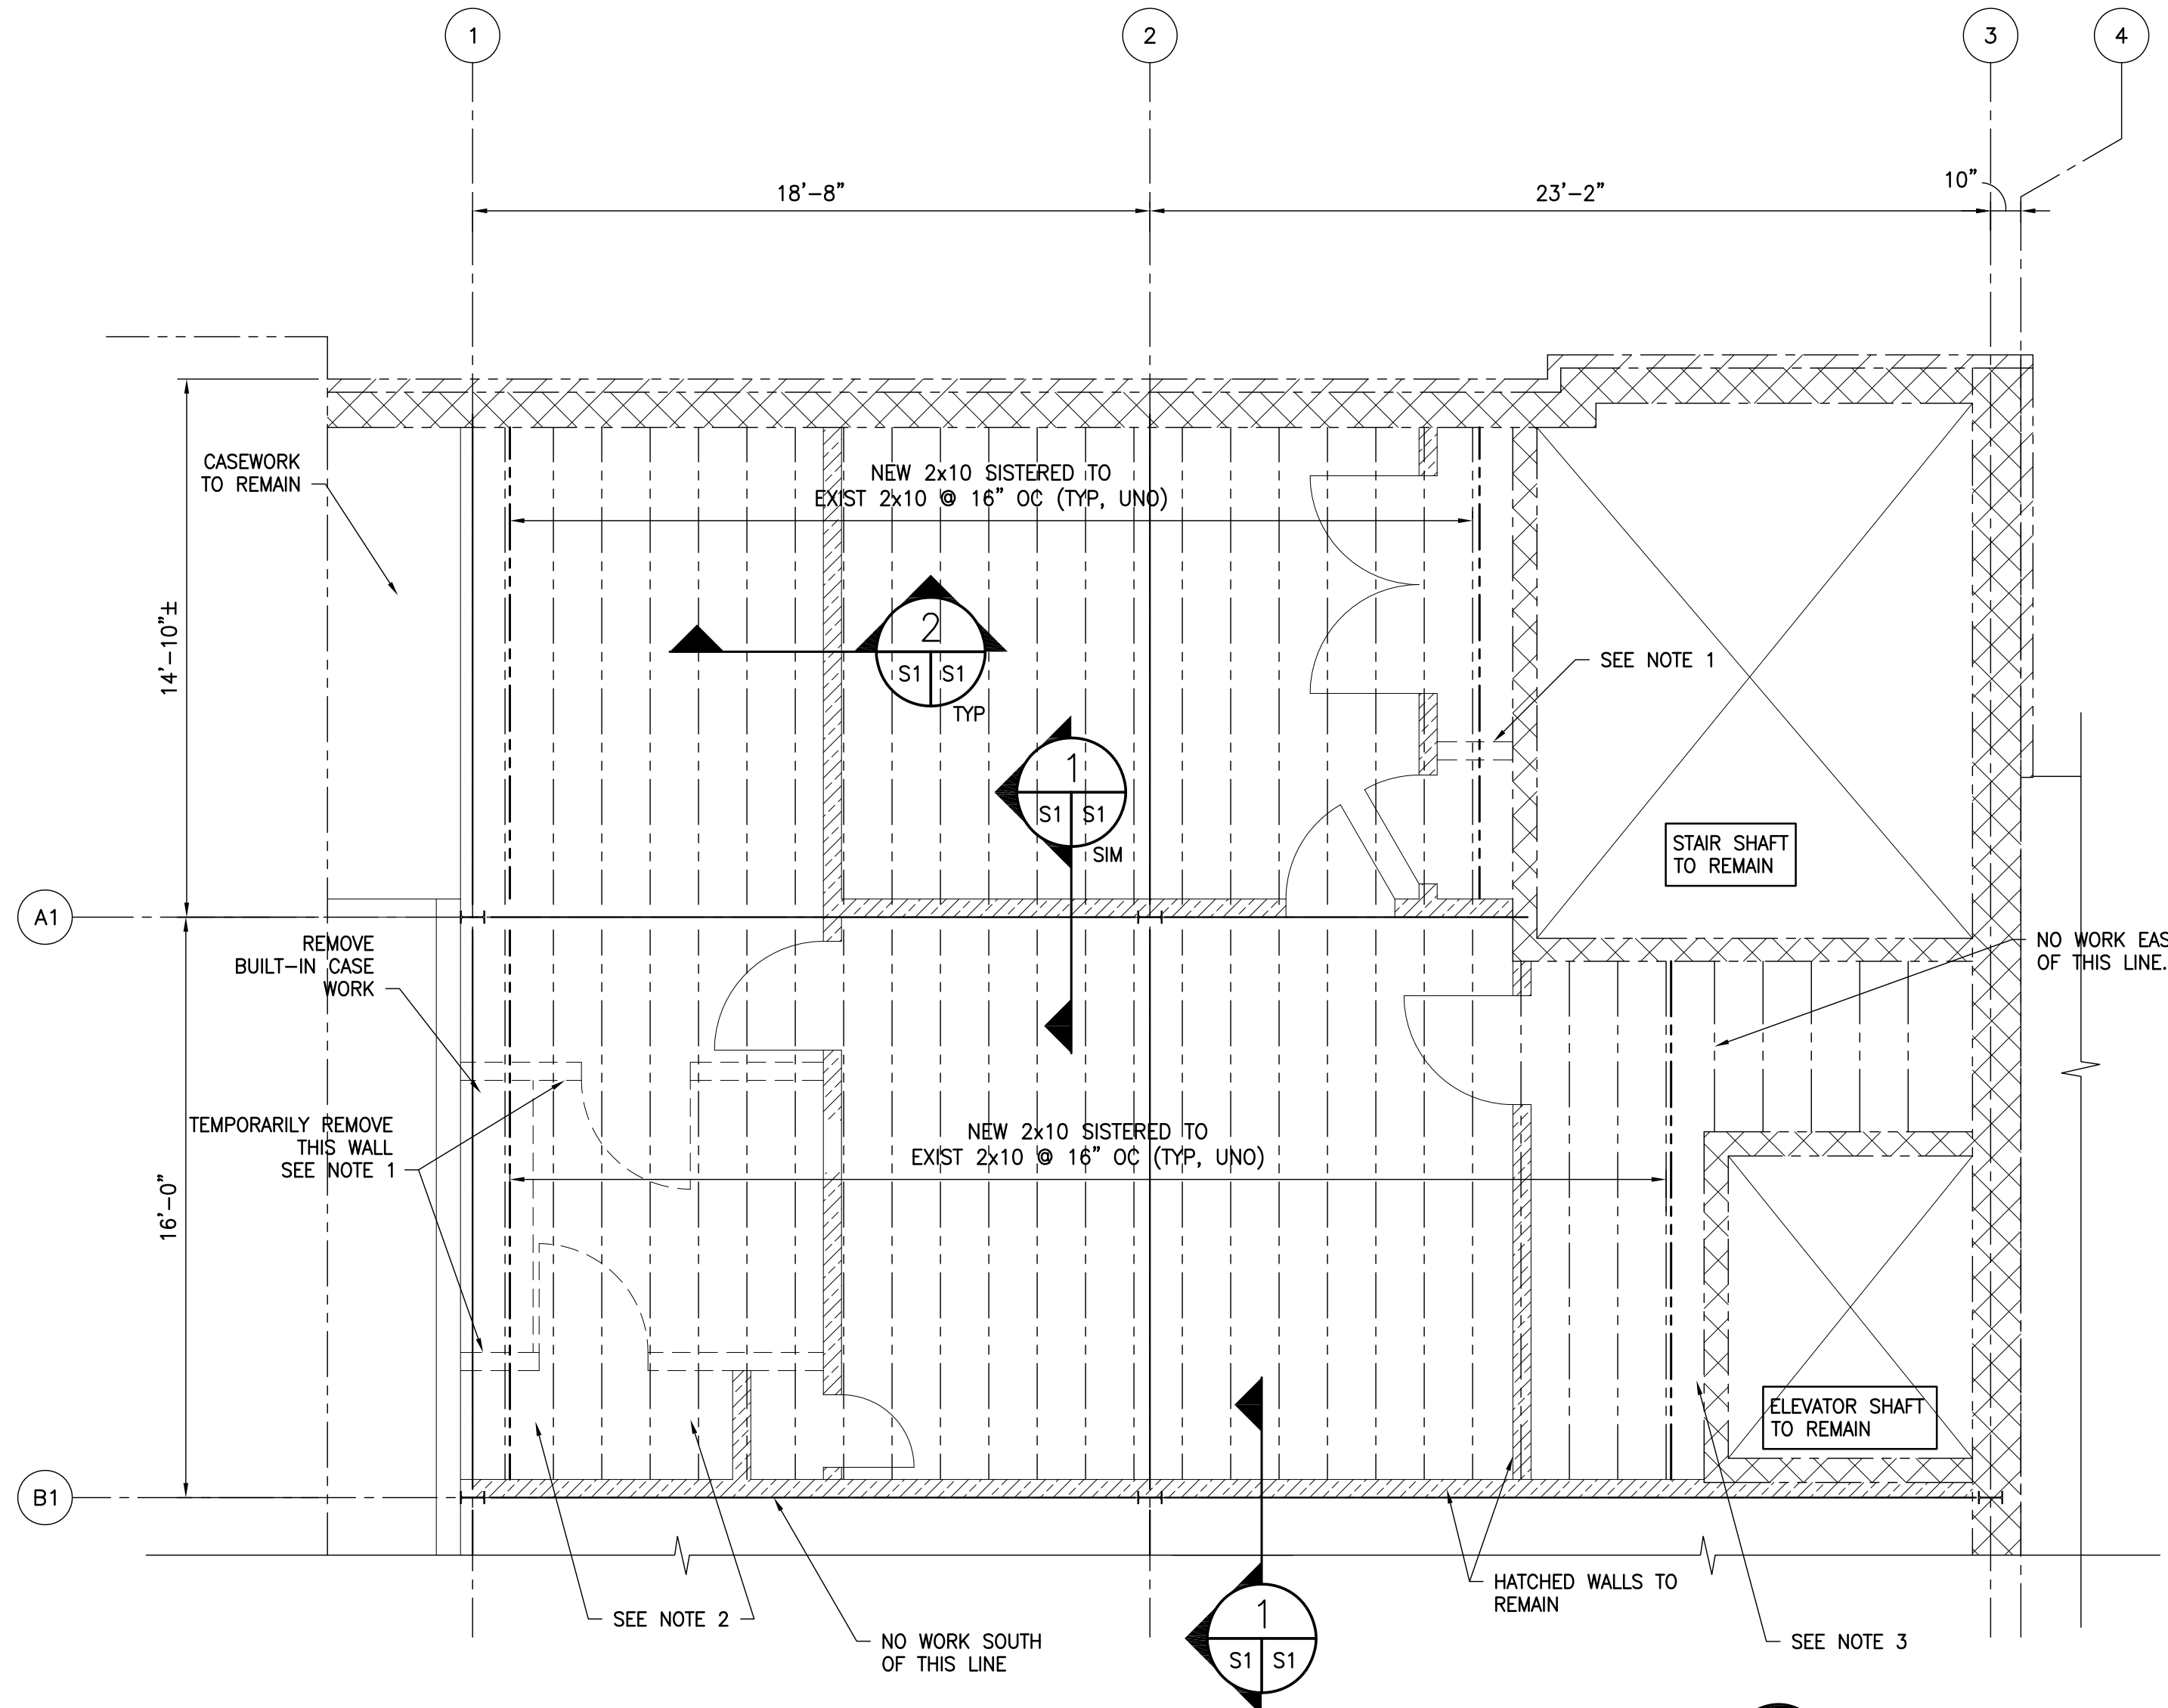 1
2
3
4
18'-8"
23'-2"
10"
CASEWORK
TO REMAIN
NEW 2x10 SISTERED TO
EXIST 2x10 @ 16" OC (TYP, UNO)
14'-10"±
2
S1 S1
TYP
SEE NOTE 1
1
S1 S1
SIM
STAIR SHAFT
TO REMAIN
A1
REMOVE
BUILT-IN CASE
WORK
NO WORK EAS
OF THIS LINE.
TEMPORARILY REMOVE
THIS WALL
SEE NOTE 1
NEW 2x10 SISTERED TO
EXIST 2x10 @ 16" OC (TYP, UNO)
16'-0"
ELEVATOR SHAFT
TO REMAIN
B1
HATCHED WALLS TO
REMAIN
SEE NOTE 2
NO WORK SOUTH
OF THIS LINE
1
S1 S1
SEE NOTE 3